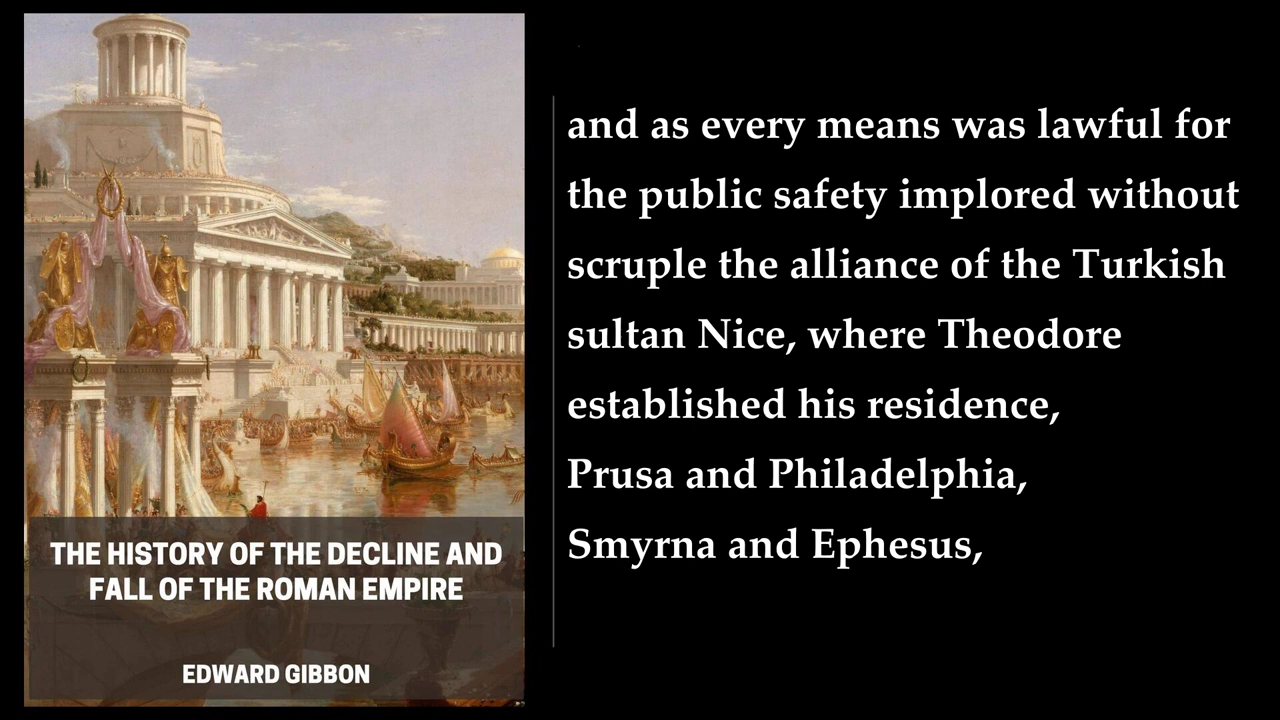 THE HISTORY OF THE DECLINE AND
FALL OF THE ROMAN EMPIRE
EDWARD GIBBON
and as every means was lawful for
the public safety implored without
scruple the alliance of the Turkish
sultan Nice, where Theodore
established his residence,
Prusa and Philadelphia,
Smyrna and Ephesus,